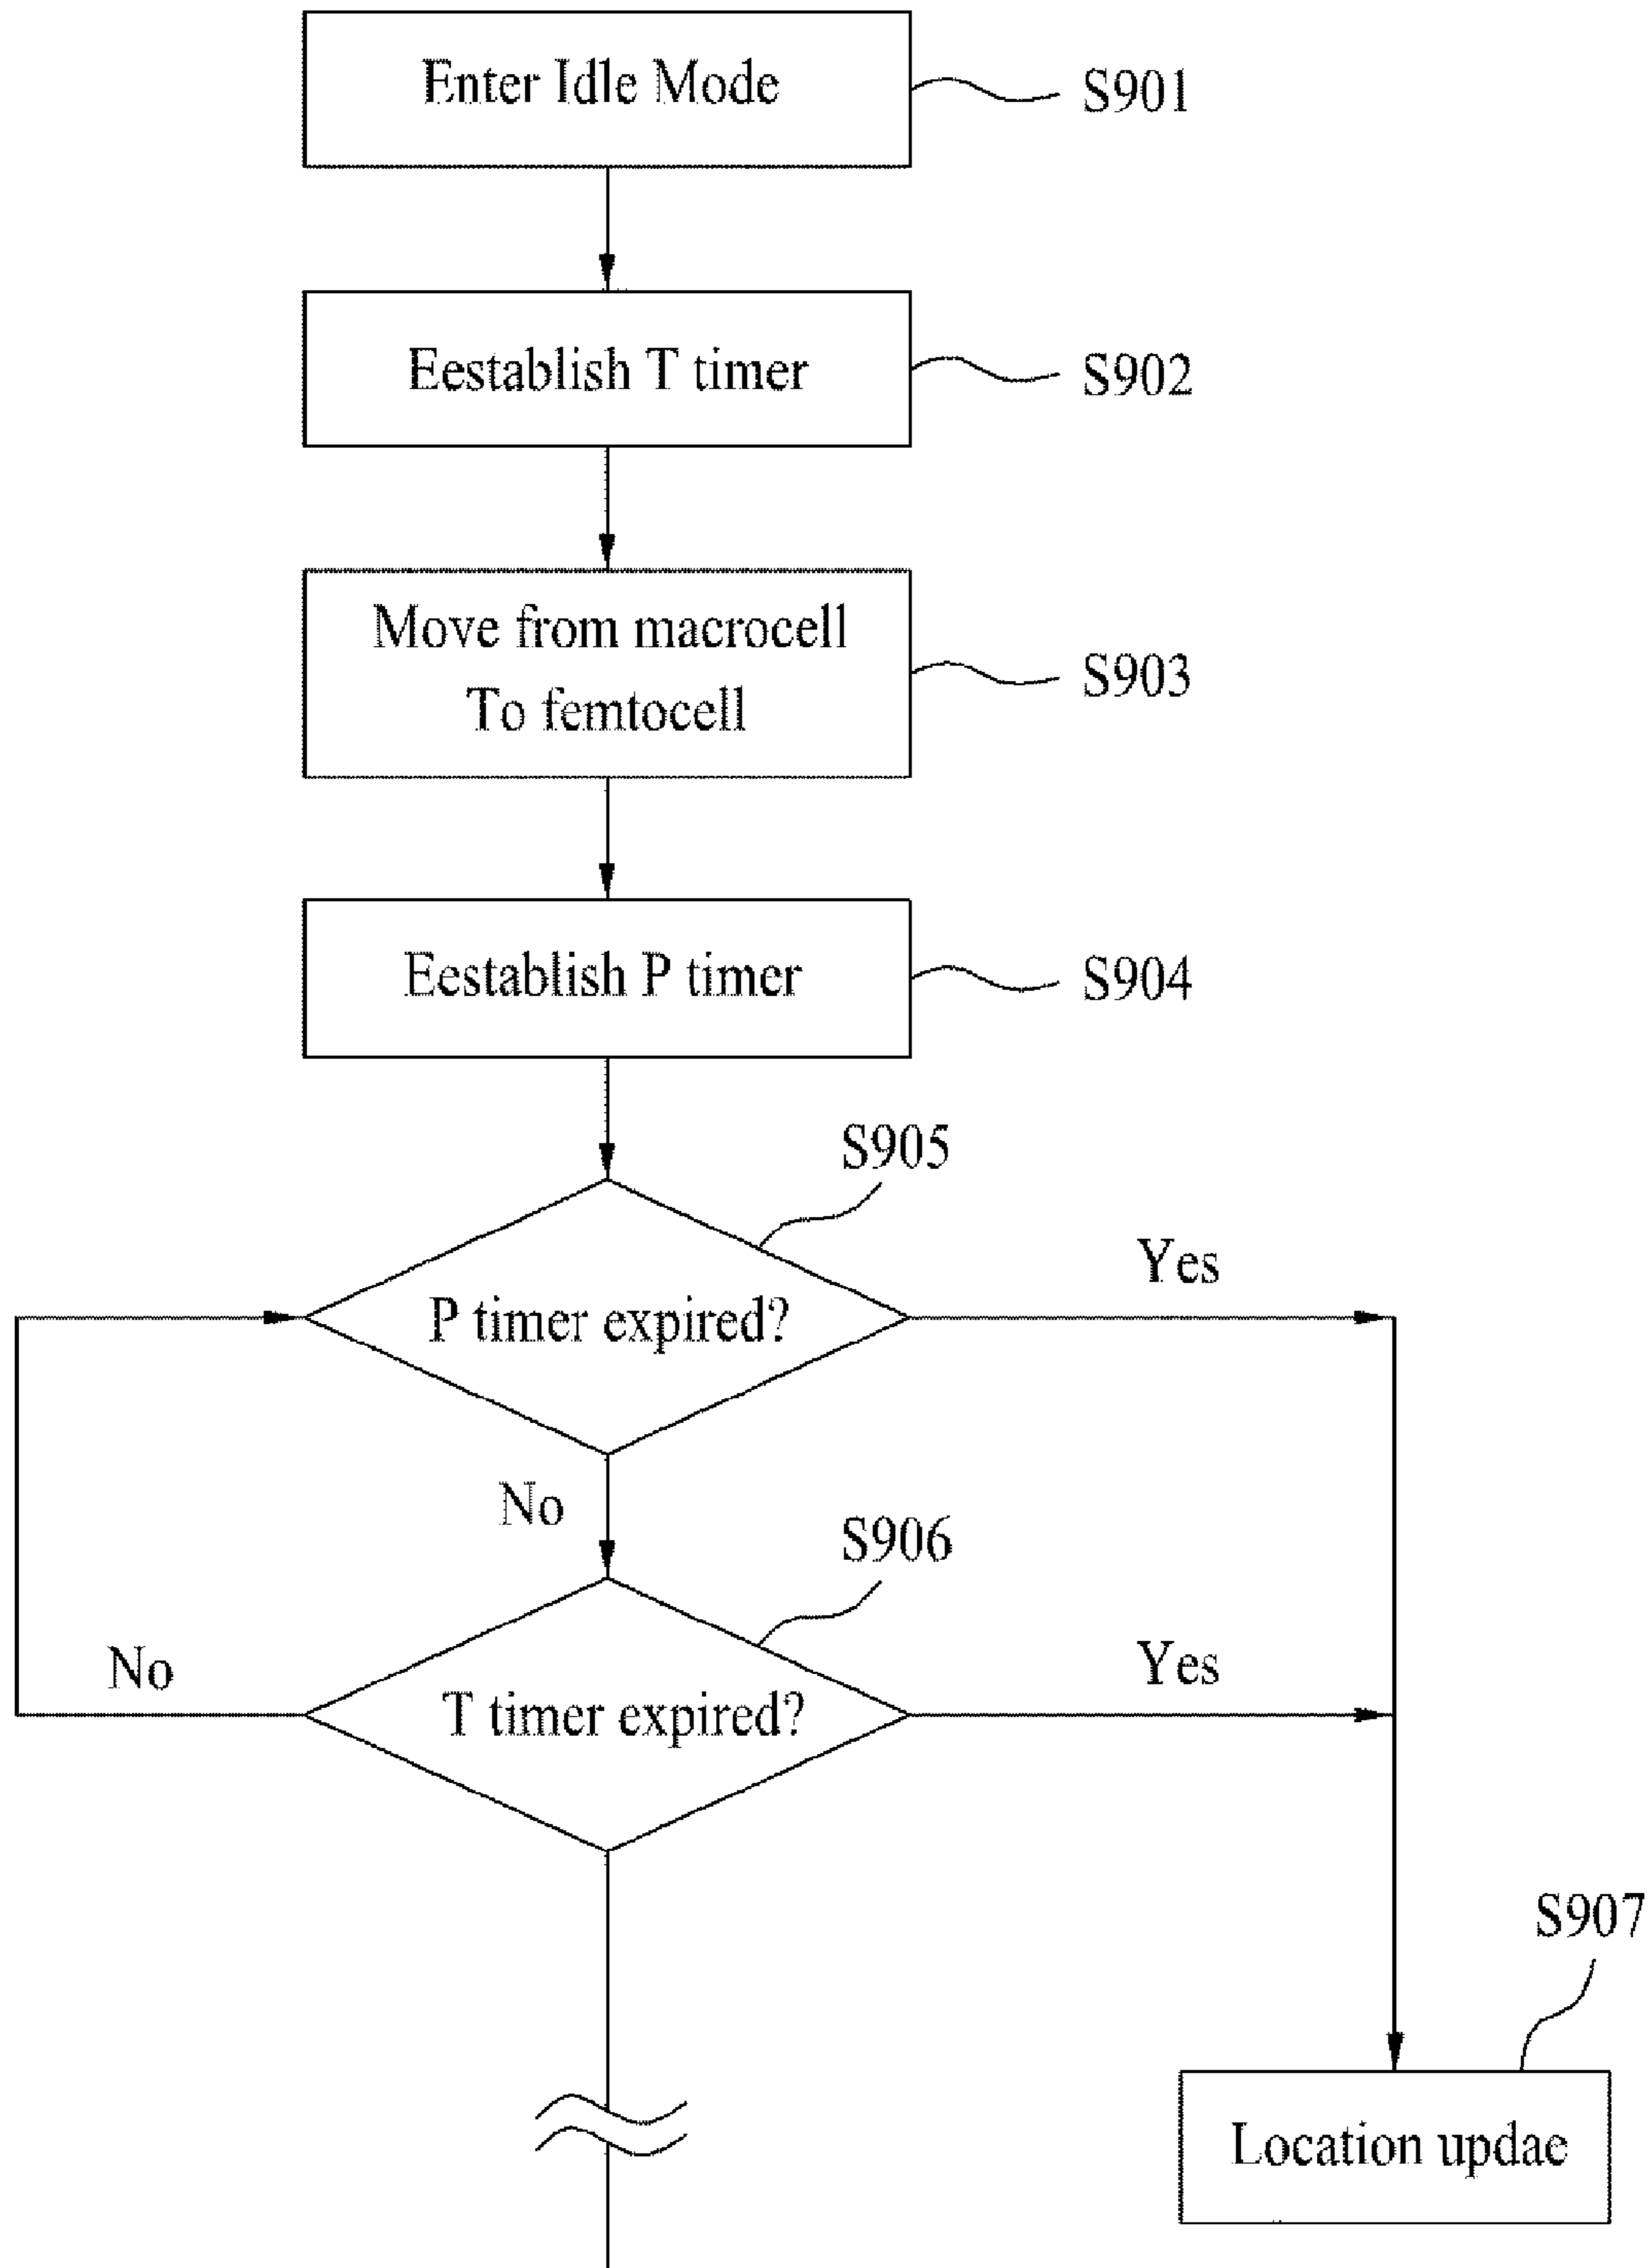 Enter Idle Mode
S901
Eestablish T timer
S902
Move from macrocell
To femtocell
S903
Eestablish P timer
S904
S905
P timer expired?
Yes
No
S906
T timer expired?
No
Yes
S907
Location updae